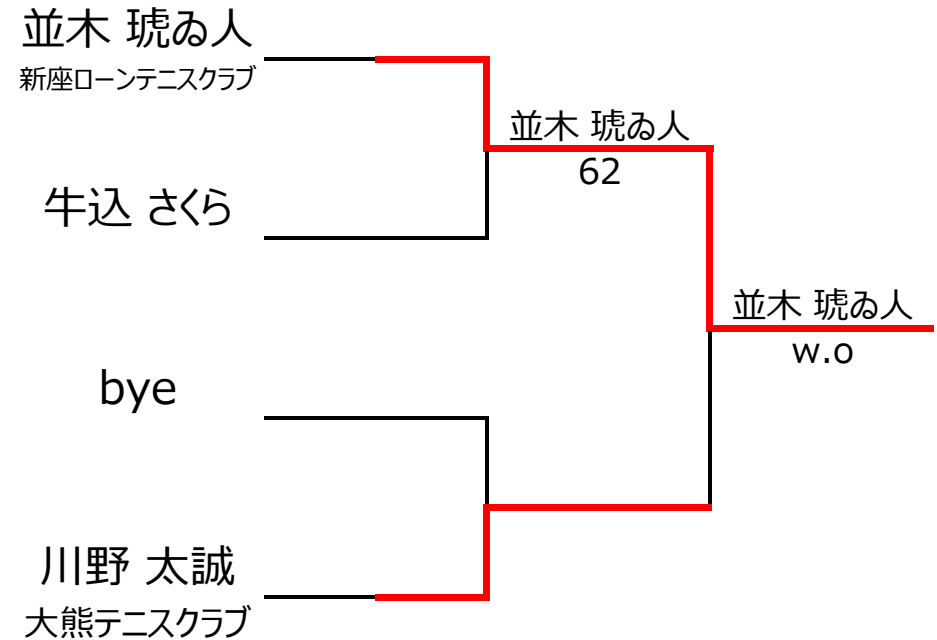 並木 琥ゐ人
新座ローンテニスクラブ
並木 琥ゐ人
62
牛込 さくら
並木 琥ゐ人
w.o
bye
川野 太誠
大熊テニスクラブ